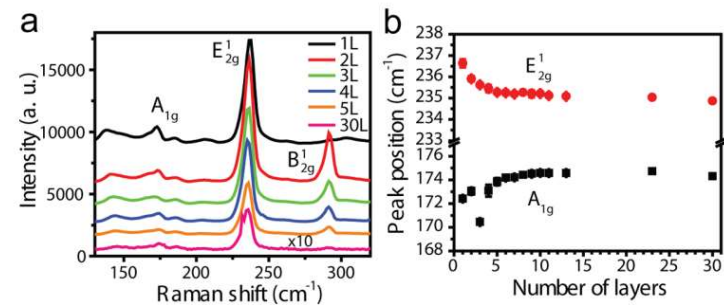 a
Intensity (a. u.)
15000
10000
5000
0
E¹₂g
A₁g
B¹₂g
1L
2L
3L
4L
5L
30L
x10
150 200 250 300
Raman shift (cm⁻¹)
b
Peak position (cm⁻¹)
238
237
236
235
234
233
174
172
170
168
E¹₂g
A₁g
0 5 10 15 20 25 30
Number of layers